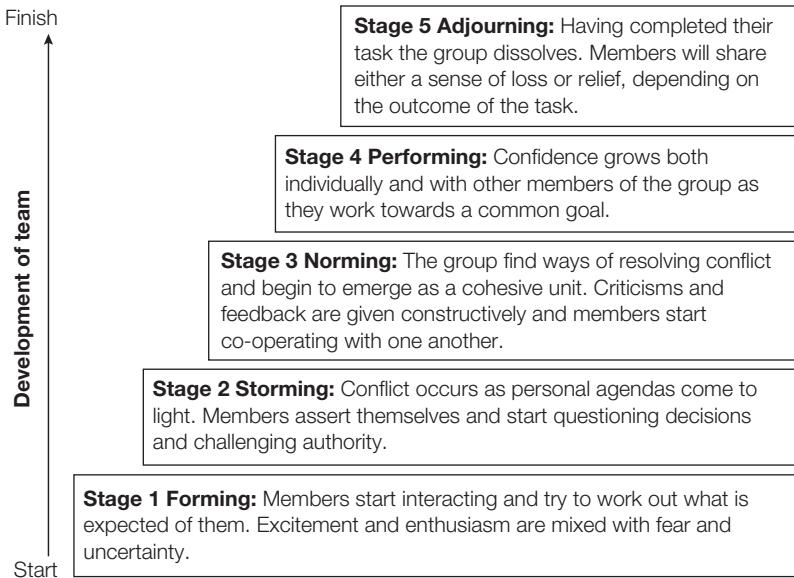 Finish
Stage 5 Adjourning: Having completed their
task the group dissolves. Members will share
either a sense of loss or relief, depending on
the outcome of the task.
Stage 4 Performing: Confidence grows both
individually and with other members of the group as
they work towards a common goal.
Stage 3 Norming: The group find ways of resolving conflict
and begin to emerge as a cohesive unit. Criticisms and
feedback are given constructively and members start
co-operating with one another.
Development of team
Stage 2 Storming: Conflict occurs as personal agendas come to
light. Members assert themselves and start questioning decisions
and challenging authority.
Stage 1 Forming: Members start interacting and try to work out what is
expected of them. Excitement and enthusiasm are mixed with fear and
uncertainty.
Start